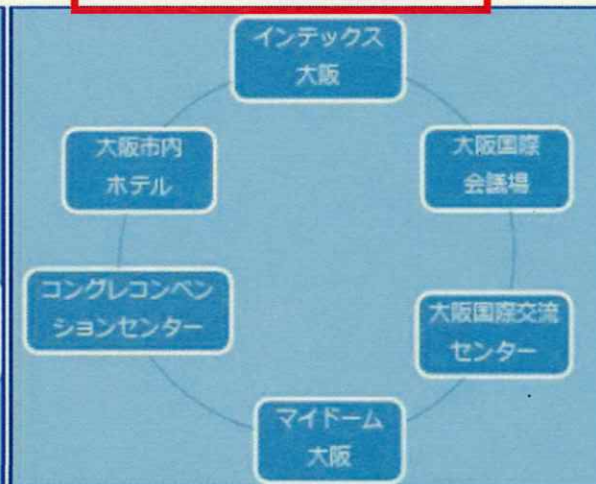 インテックス
大阪
大阪国際
会議場
大阪国際交流
センター
マイドーム
大阪
コングレコンベン
ションセンター
大阪市内
ホテル